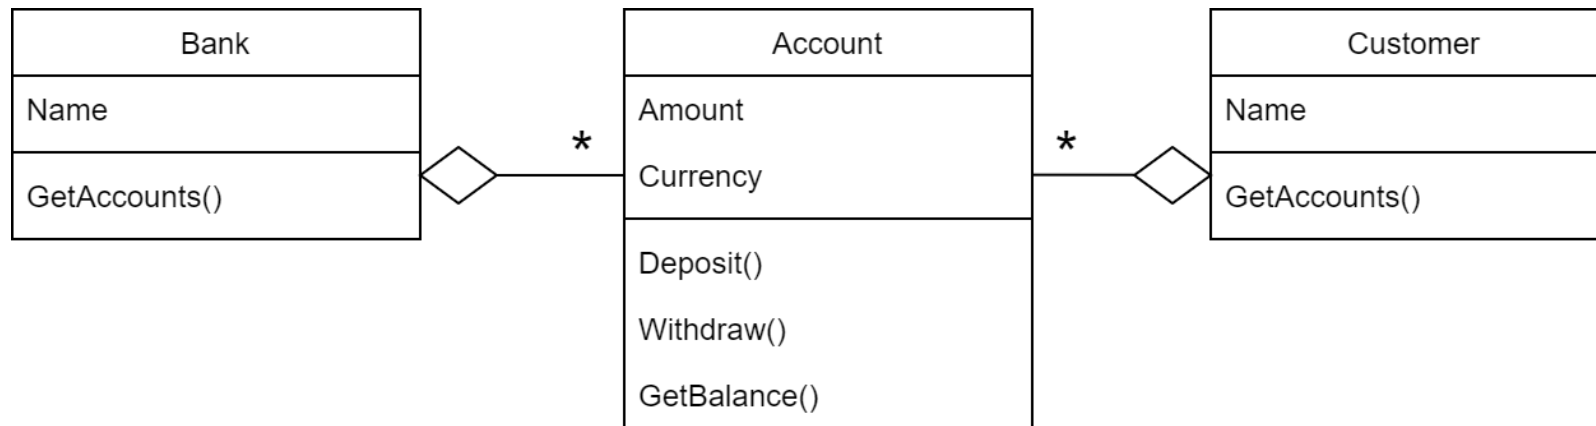 Bank
Name
GetAccounts()
*
Account
Amount
Currency
Deposit()
Withdraw()
GetBalance()
*
Customer
Name
GetAccounts()